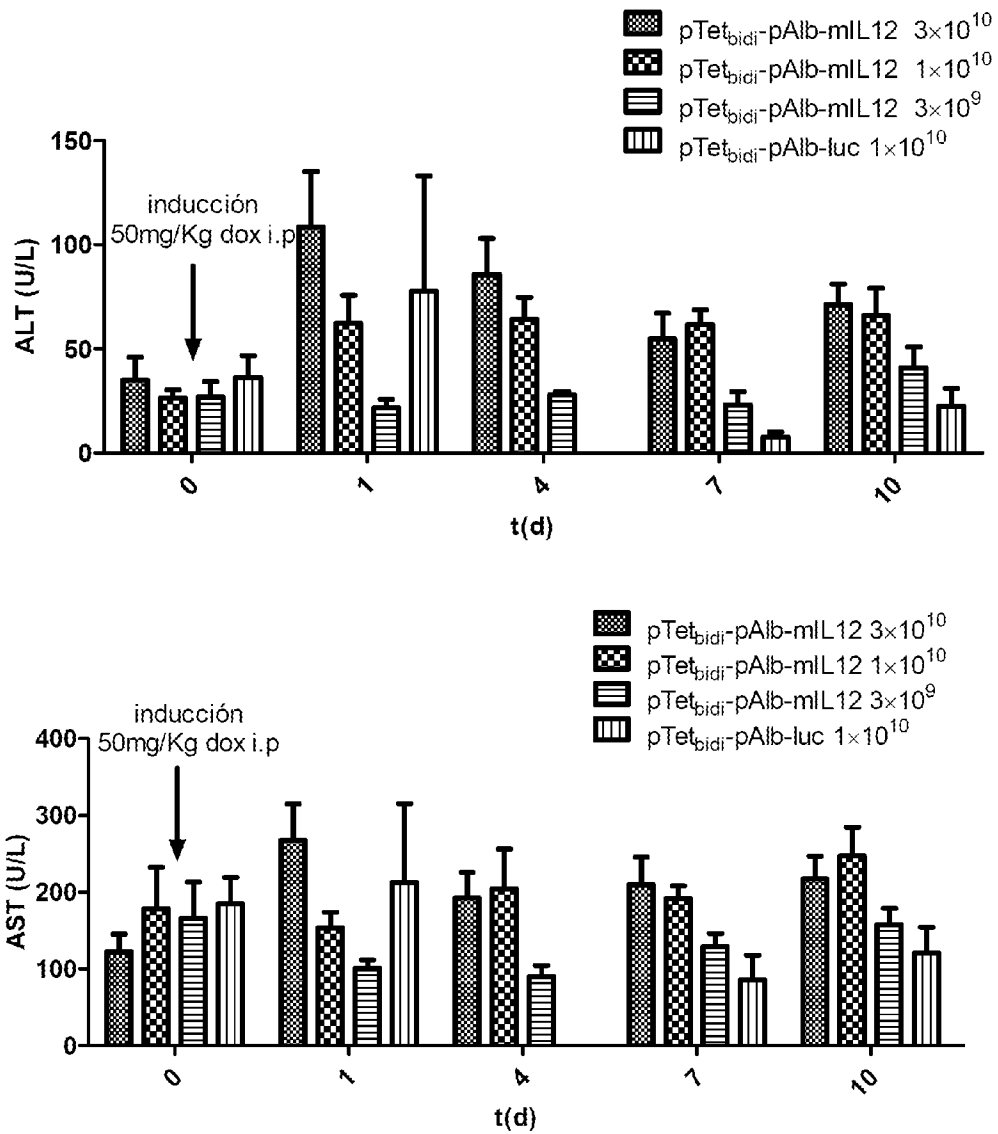 pTetbidi-pAlb-mIL12 3×10^10
pTetbidi-pAlb-mIL12 1×10^10
pTetbidi-pAlb-mIL12 3×10^9
pTetbidi-pAlb-luc 1×10^10
150
100
50
0
ALT (U/L)
inducción
50mg/Kg dox i.p
0
1
4
7
10
t(d)
pTetbidi-pAlb-mIL12 3×10^10
pTetbidi-pAlb-mIL12 1×10^10
pTetbidi-pAlb-mIL12 3×10^9
pTetbidi-pAlb-luc 1×10^10
inducción
50mg/Kg dox i.p
400
300
200
100
0
AST (U/L)
0
1
4
7
10
t(d)